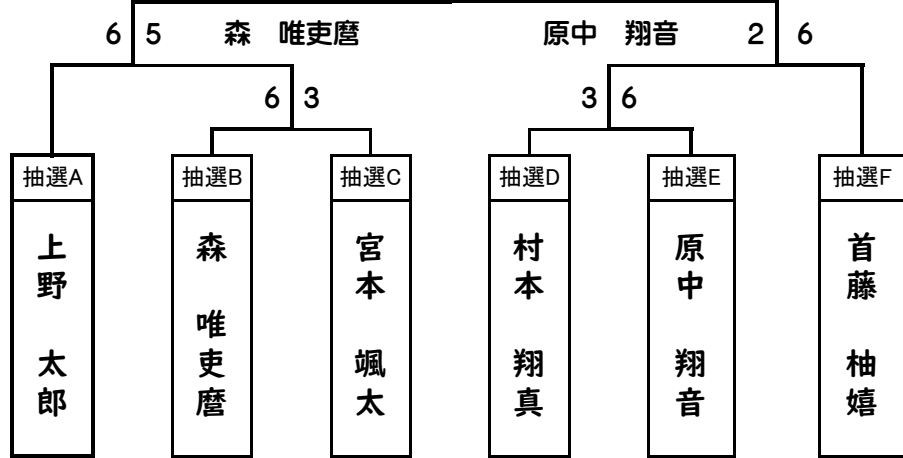 6 5 森 唯吏麿 原中 翔音 2 6
6 3 3 6
抽選A 抽選B 抽選C 抽選D 抽選E 抽選F
上野 太郎
森 唯吏麿
宮本 颯太
村本 翔真
原中 翔音
首藤 柚嬉